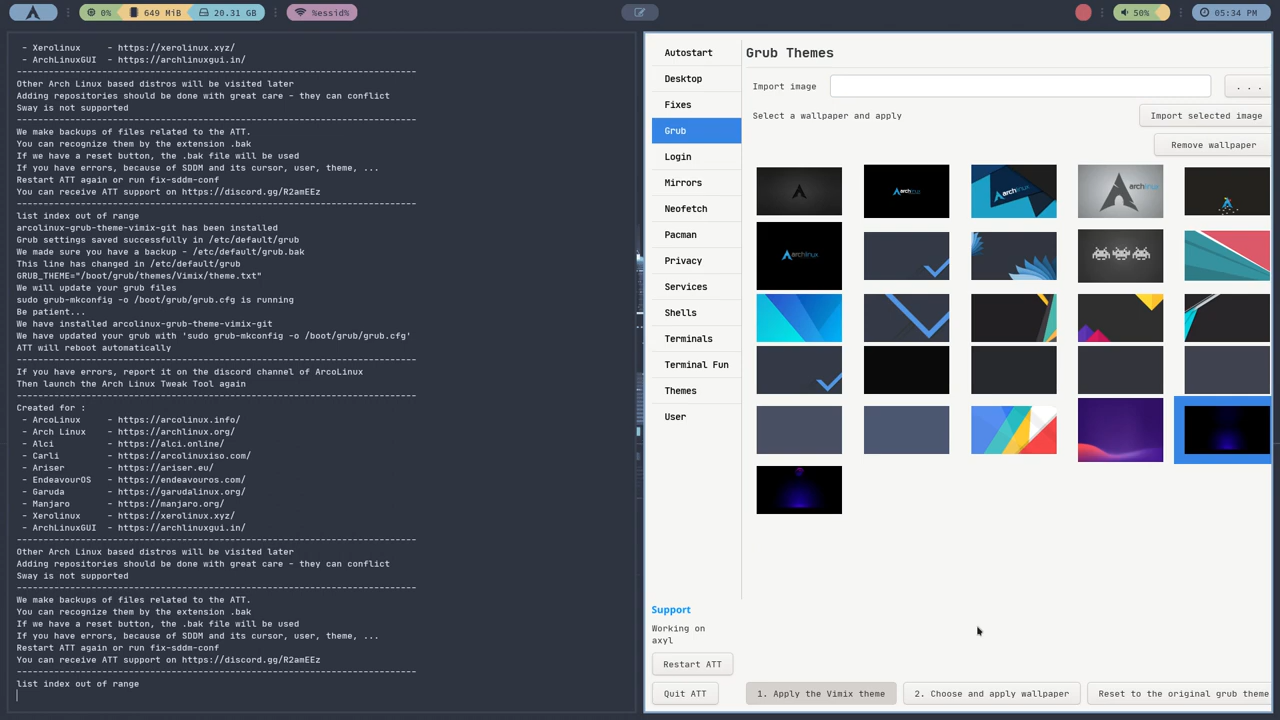 0%
649 MiB
20.31 GB
%essid%
50%
05:34 PM
- Xerolinux - https://xerolinux.xyz/
- ArchLinuxGUI - https://archlinuxgui.in/
--------------------------------------------------------------------
Other Arch Linux based distros will be visited later
Adding repositories should be done with great care - they can conflict
Sway is not supported
--------------------------------------------------------------------
We make backups of files related to the ATT.
You can recognize them by the extension .bak
If we have a reset button, the .bak file will be used
If you have errors, because of SDDM and its cursor, user, theme, ...
Restart ATT again or run fix-sddm-conf
You can receive ATT support on https://discord.gg/R2amEEz
--------------------------------------------------------------------
list index out of range
arcolinux-grub-theme-vimix-git has been installed
Grub settings saved successfully in /etc/default/grub
We made sure you have a backup - /etc/default/grub.bak
This line has changed in /etc/default/grub
GRUB_THEME="/boot/grub/themes/Vimix/theme.txt"
We will update your grub files
sudo grub-mkconfig -o /boot/grub/grub.cfg is running
Be patient...
We have installed arcolinux-grub-theme-vimix-git
We have updated your grub with 'sudo grub-mkconfig -o /boot/grub/grub.cfg'
ATT will reboot automatically
--------------------------------------------------------------------
If you have errors, report it on the discord channel of ArcoLinux
Then launch the Arch Linux Tweak Tool again
--------------------------------------------------------------------
Created for :
- ArcoLinux - https://arcolinux.info/
- Arch Linux - https://archlinux.org/
- Alci - https://alci.online/
- Carli - https://arcolinuxiso.com/
- Ariser - https://ariser.eu/
- EndeavourOS - https://endeavouros.com/
- Garuda - https://garudalinux.org/
- Manjaro - https://manjaro.org/
- Xerolinux - https://xerolinux.xyz/
- ArchLinuxGUI - https://archlinuxgui.in/
--------------------------------------------------------------------
Other Arch Linux based distros will be visited later
Adding repositories should be done with great care - they can conflict
Sway is not supported
--------------------------------------------------------------------
We make backups of files related to the ATT.
You can recognize them by the extension .bak
If we have a reset button, the .bak file will be used
If you have errors, because of SDDM and its cursor, user, theme, ...
Restart ATT again or run fix-sddm-conf
You can receive ATT support on https://discord.gg/R2amEEz
--------------------------------------------------------------------
list index out of range
Autostart
Desktop
Fixes
Grub
Login
Mirrors
Neofetch
Pacman
Privacy
Services
Shells
Terminals
Terminal Fun
Themes
User
Support
Working on
axyl
Restart ATT
Quit ATT
Grub Themes
Import image
. . .
Select a wallpaper and apply
Import selected image
Remove wallpaper
archlinux
archlinux
archlinux
archlinux
1. Apply the Vimix theme
2. Choose and apply wallpaper
Reset to the original grub theme